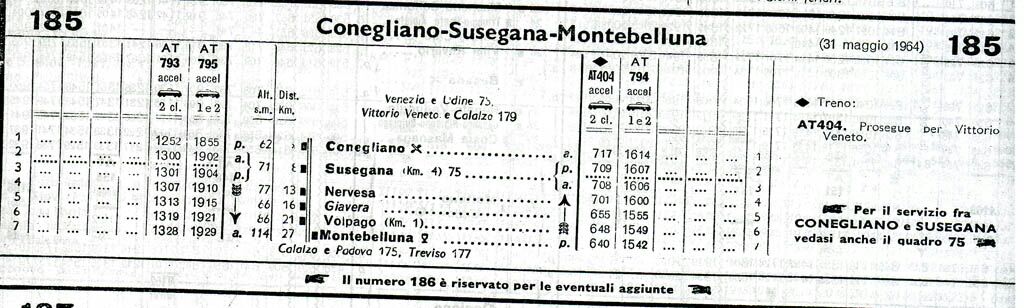 185 Conegliano-Susegana-Montebelluna (31 maggio 1964) 185
AT AT
793 795
accel accel
2 cl. 1 e 2
Alt. Dist.
s.m. Km.
Venezia e Udine 75.
Vittorio Veneto e Calalzo 179
◆ AT
AT404 794
accel accel
2 cl. 1 e 2
1 ... ... ... 1252 1855 p. 62 Conegliano a. 717 1614 ... ... ... 1
2 ... ... ... 1300 1902 a. Susegana (Km. 4) 75 p. 709 1607 ... ... ... 2
3 ... ... ... 1301 1904 p. 71 8 a. 708 1606 ... ... ... 3
4 ... ... ... 1307 1910 77 13 Nervesa 701 1600 ... ... ... 4
5 ... ... ... 1313 1915 66 16 Giavera 655 1555 ... ... ... 5
6 ... ... ... 1319 1921 66 21 Volpago (Km. 1) 648 1549 ... ... ... 6
7 ... ... ... 1328 1929 a. 114 27 Montebelluna p. 640 1542 ... ... ... 7
Calalzo e Padova 175, Treviso 177
◆ Treno:
AT404. Prosegue per Vittorio
Veneto.
Per il servizio fra
CONEGLIANO e SUSEGANA
vedasi anche il quadro 75
Il numero 186 è riservato per le eventuali aggiunte